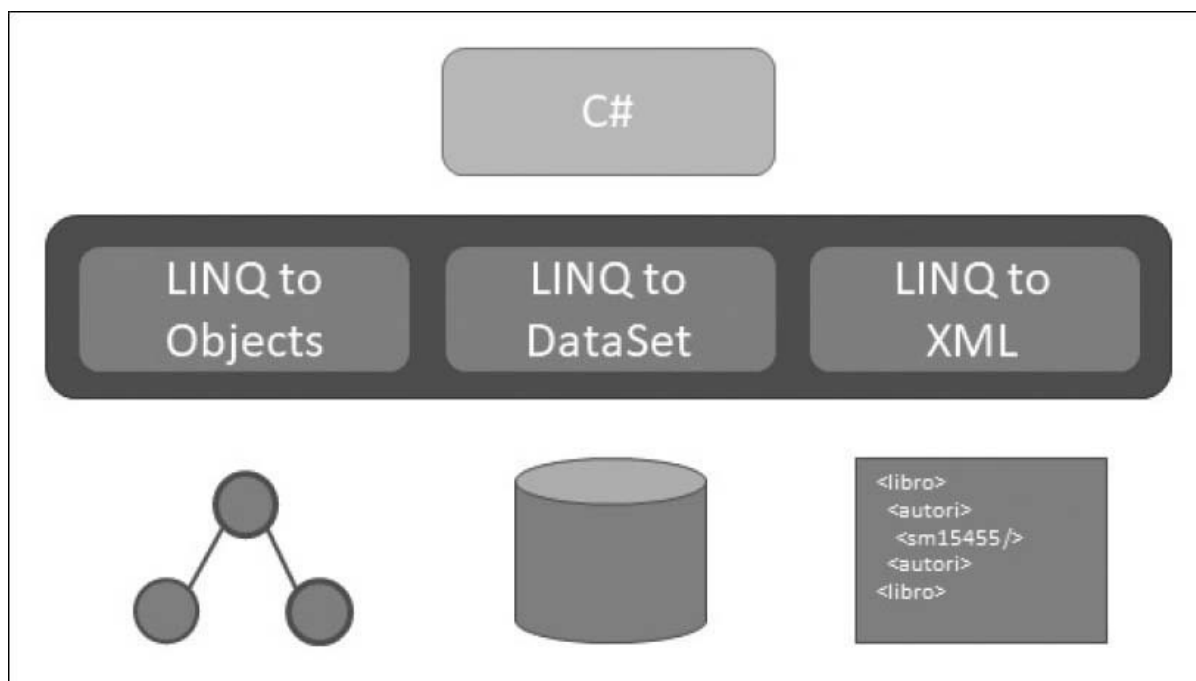 C#
LINQ to
Objects
LINQ to
DataSet
LINQ to
XML
<libro>
<autori>
<sm15455/>
<autori>
<libro>